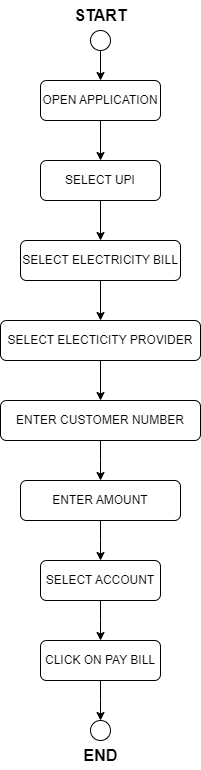 START
OPEN APPLICATION
SELECT UPI
SELECT ELECTRICITY BILL
SELECT ELECTICITY PROVIDER
ENTER CUSTOMER NUMBER
ENTER AMOUNT
SELECT ACCOUNT
CLICK ON PAY BILL
END